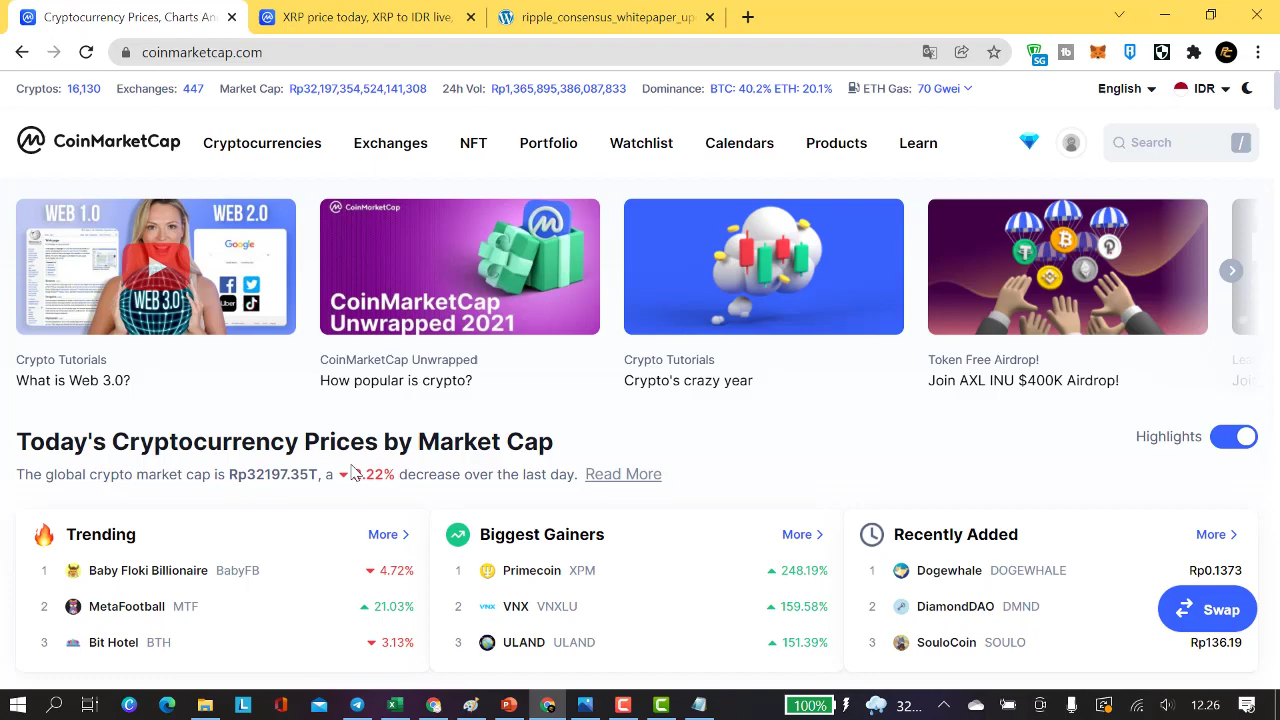 Cryptocurrency Prices, Charts An
XRP price today, XRP to IDR live,
ripple_consensus_whitepaper_up
coinmarketcap.com
SG
Cryptos: 16,130 Exchanges: 447 Market Cap: Rp32,197,354,524,141,308 24h Vol: Rp1,365,895,386,087,833 Dominance: BTC: 40.2% ETH: 20.1% ETH Gas: 70 Gwei English IDR
CoinMarketCap Cryptocurrencies Exchanges NFT Portfolio Watchlist Calendars Products Learn Search /
WEB 1.0 WEB 2.0
Google
WEB 3.0
CoinMarketCap
CoinMarketCap
Unwrapped 2021
Crypto Tutorials
What is Web 3.0?
CoinMarketCap Unwrapped
How popular is crypto?
Crypto Tutorials
Crypto's crazy year
Token Free Airdrop!
Join AXL INU $400K Airdrop!
Today's Cryptocurrency Prices by Market Cap
Highlights
The global crypto market cap is Rp32197.35T, a .22% decrease over the last day. Read More
Trending More
1 Baby Floki Billionaire BabyFB 4.72%
2 MetaFootball MTF 21.03%
3 Bit Hotel BTH 3.13%
Biggest Gainers More
1 Primecoin XPM 248.19%
2 VNX VNXLU 159.58%
3 ULAND ULAND 151.39%
Recently Added More
1 Dogewhale DOGEWHALE Rp0.1373
2 DiamondDAO DMND
3 SouloCoin SOULO Rp136.19
Swap
100% 32... 12.26